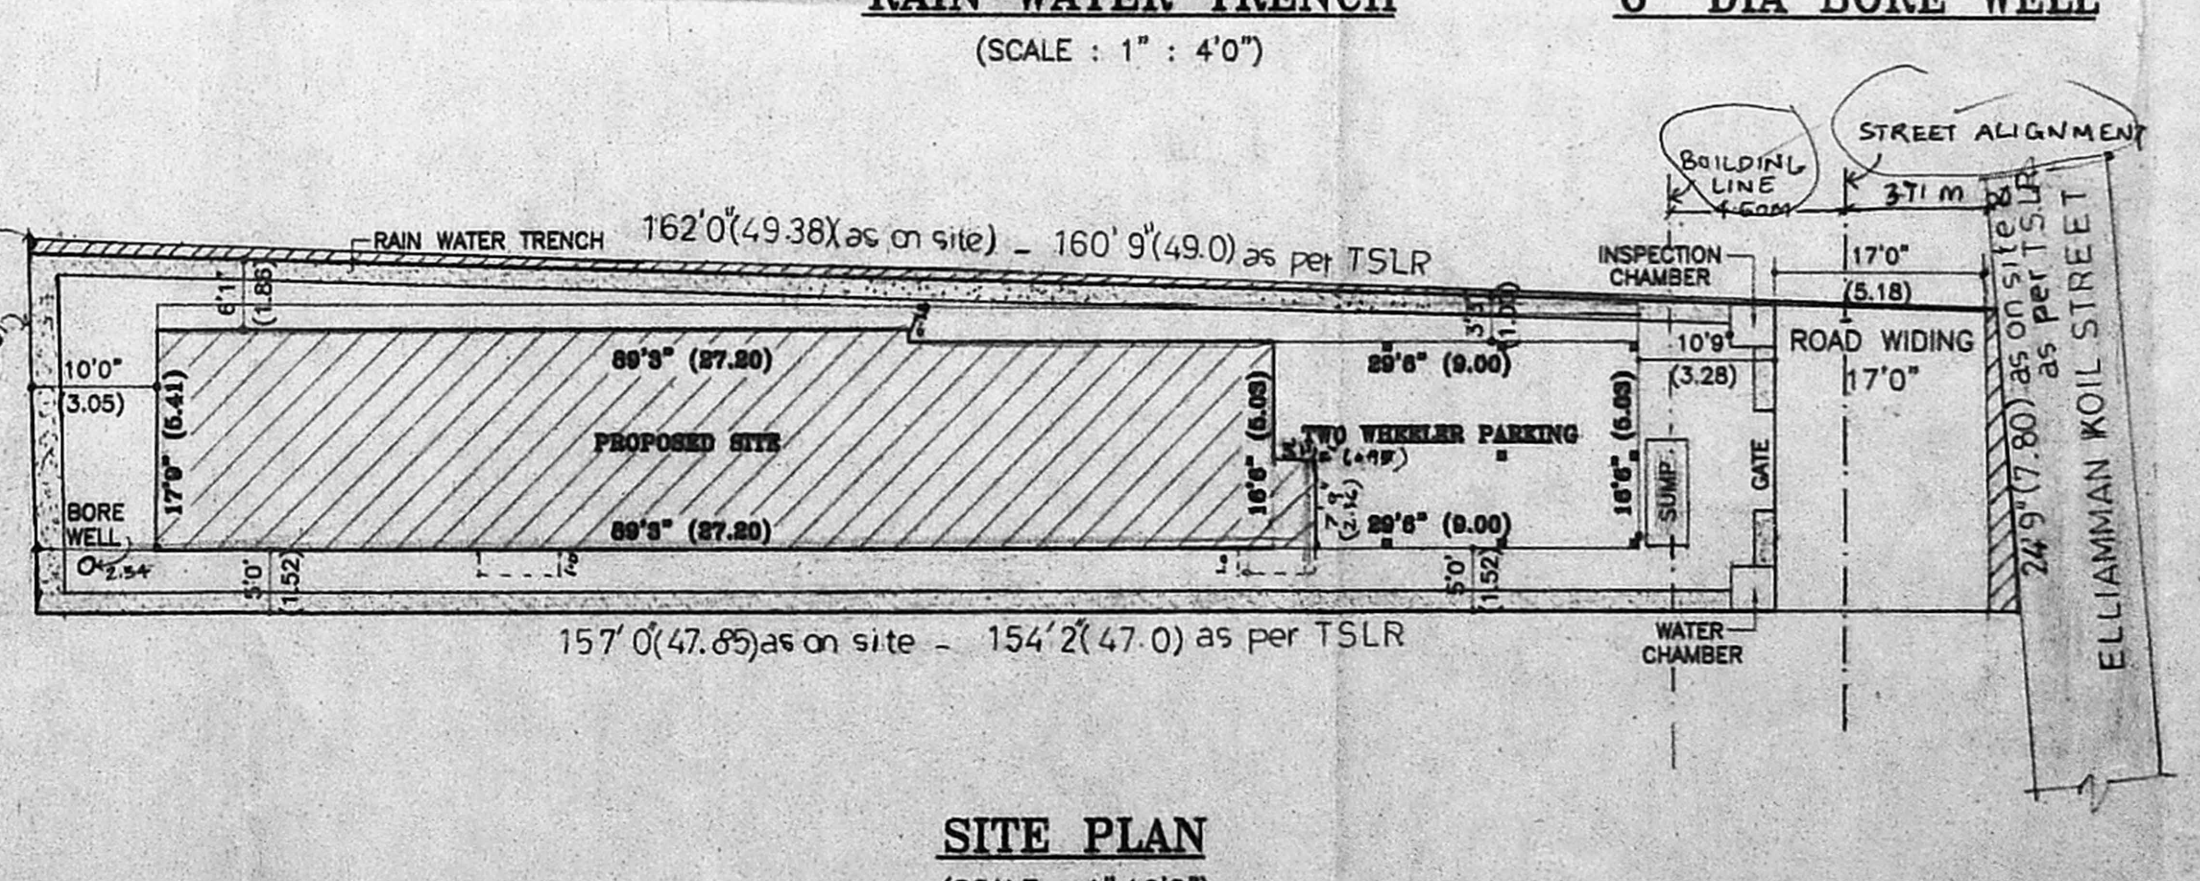 RAIN WATER TRENCH
6" DIA BORE WELL
(SCALE : 1" : 4'0")
STREET ALIGNMENT
BUILDING
LINE
4.50M
RAIN WATER TRENCH
162'0"(49.38)(as on site) - 160'9"(49.0) as per TSLR
INSPECTION
CHAMBER
17'0"
(5.18)
6'1"
(1.86)
ROAD WIDING
17'0"
10'9"
(3.28)
10'0"
(3.05)
17'9" (5.41)
89'3" (27.20)
29'6" (9.00)
16'6" (5.03)
16'6" (5.03)
PROPOSED SITE
TWO WHEELER PARKING
GATE
SUMP
BORE
WELL
2.54
89'3" (27.20)
29'6" (9.00)
5'0"
(1.52)
5'0"
(1.52)
24'9"(7.80) as on site &
as per TSLR
ELLIAMMAN KOIL STREET
157'0"(47.85)as on site - 154'2"(47.0) as per TSLR
WATER
CHAMBER
SITE PLAN